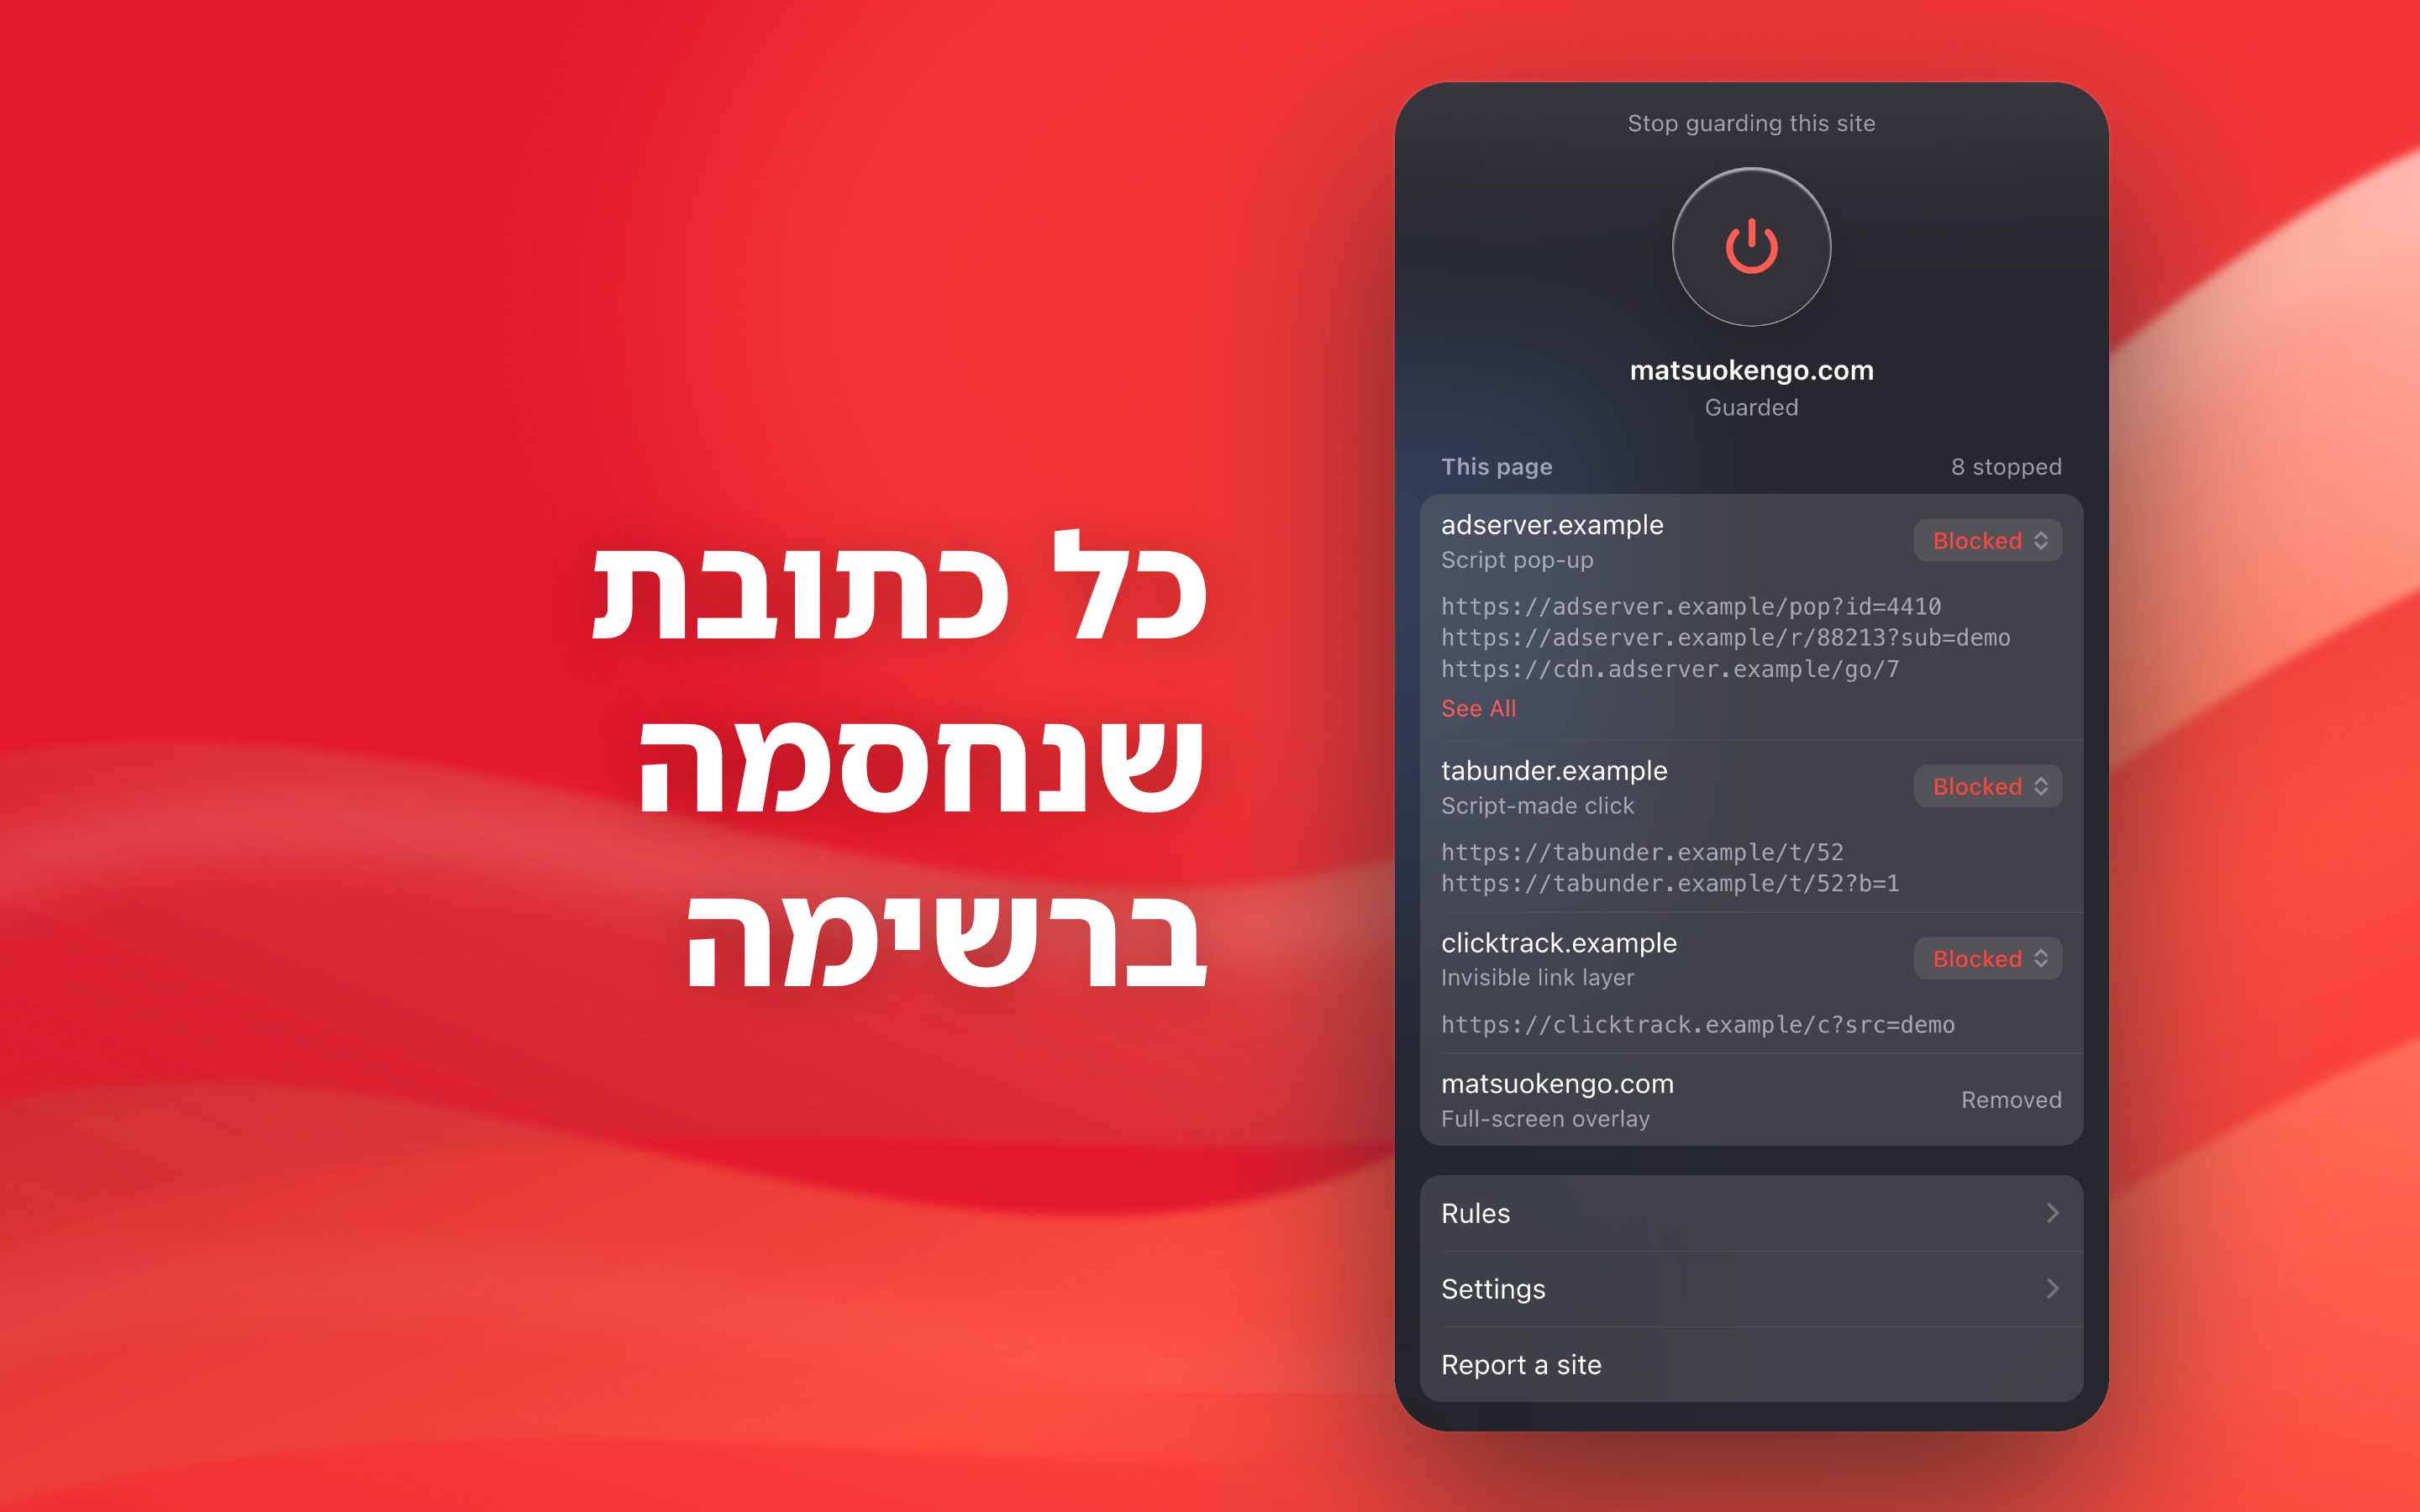 כל כתובת
שנחסמה
ברשימה
Stop guarding this site
matsuokengo.com
Guarded
This page
8 stopped
adserver.example
Script pop-up
Blocked
https://adserver.example/pop?id=4410
https://adserver.example/r/88213?sub=demo
https://cdn.adserver.example/go/7
See All
tabunder.example
Script-made click
Blocked
https://tabunder.example/t/52
https://tabunder.example/t/52?b=1
clicktrack.example
Invisible link layer
Blocked
https://clicktrack.example/c?src=demo
matsuokengo.com
Full-screen overlay
Removed
Rules
Settings
Report a site